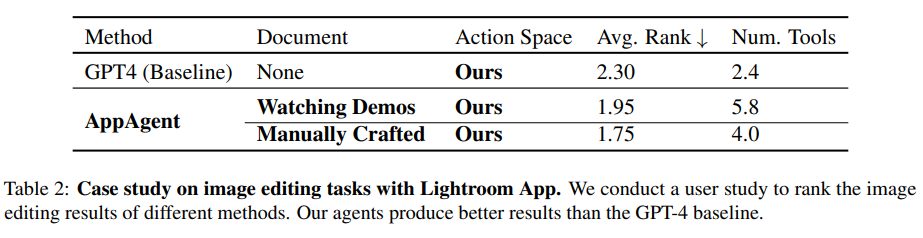 Method Document Action Space Avg. Rank ↓ Num. Tools
GPT4 (Baseline) None Ours 2.30 2.4
AppAgent
Watching Demos Ours 1.95 5.8
Manually Crafted Ours 1.75 4.0
Table 2: Case study on image editing tasks with Lightroom App. We conduct a user study to rank the image
editing results of different methods. Our agents produce better results than the GPT-4 baseline.